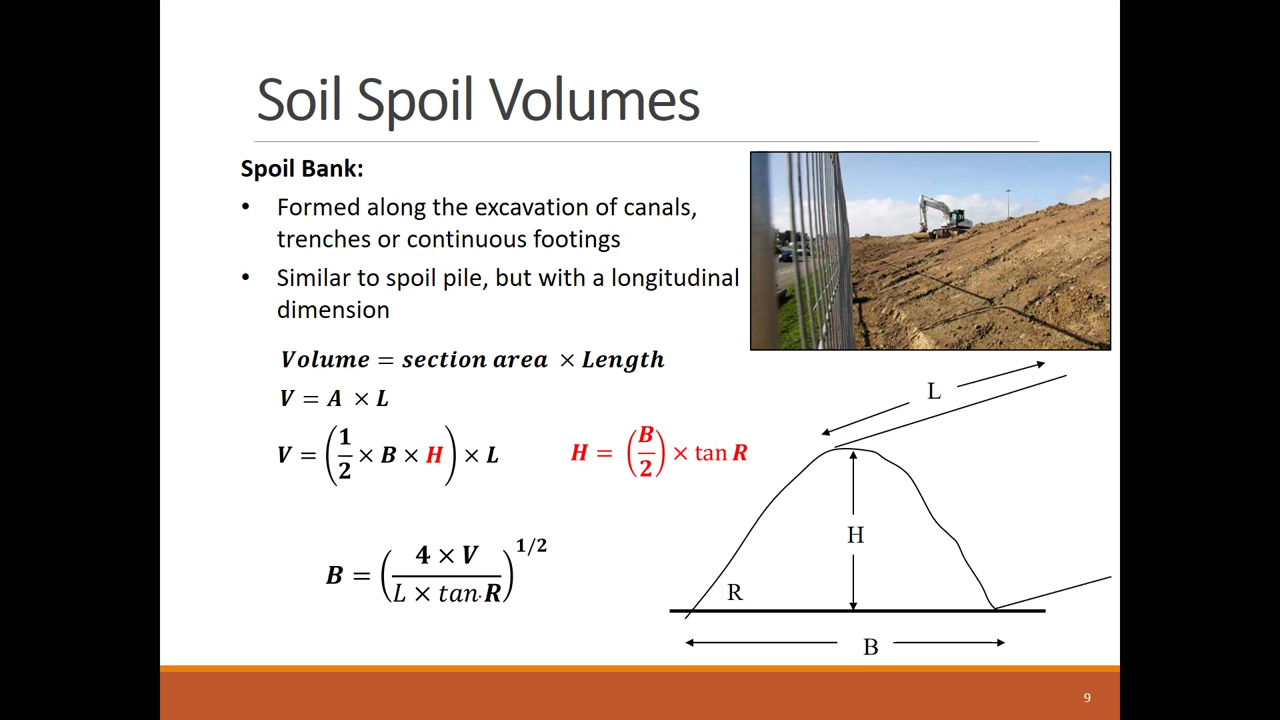 Soil Spoil Volumes
Spoil Bank:
• Formed along the excavation of canals,
trenches or continuous footings
• Similar to spoil pile, but with a longitudinal
dimension
Volume = section area × Length
V = A × L
V = (1/2 × B × H) × L
H = (B/2) × tan R
B = ((4 × V)/(L × tan R))^1/2
L
H
R
B
9